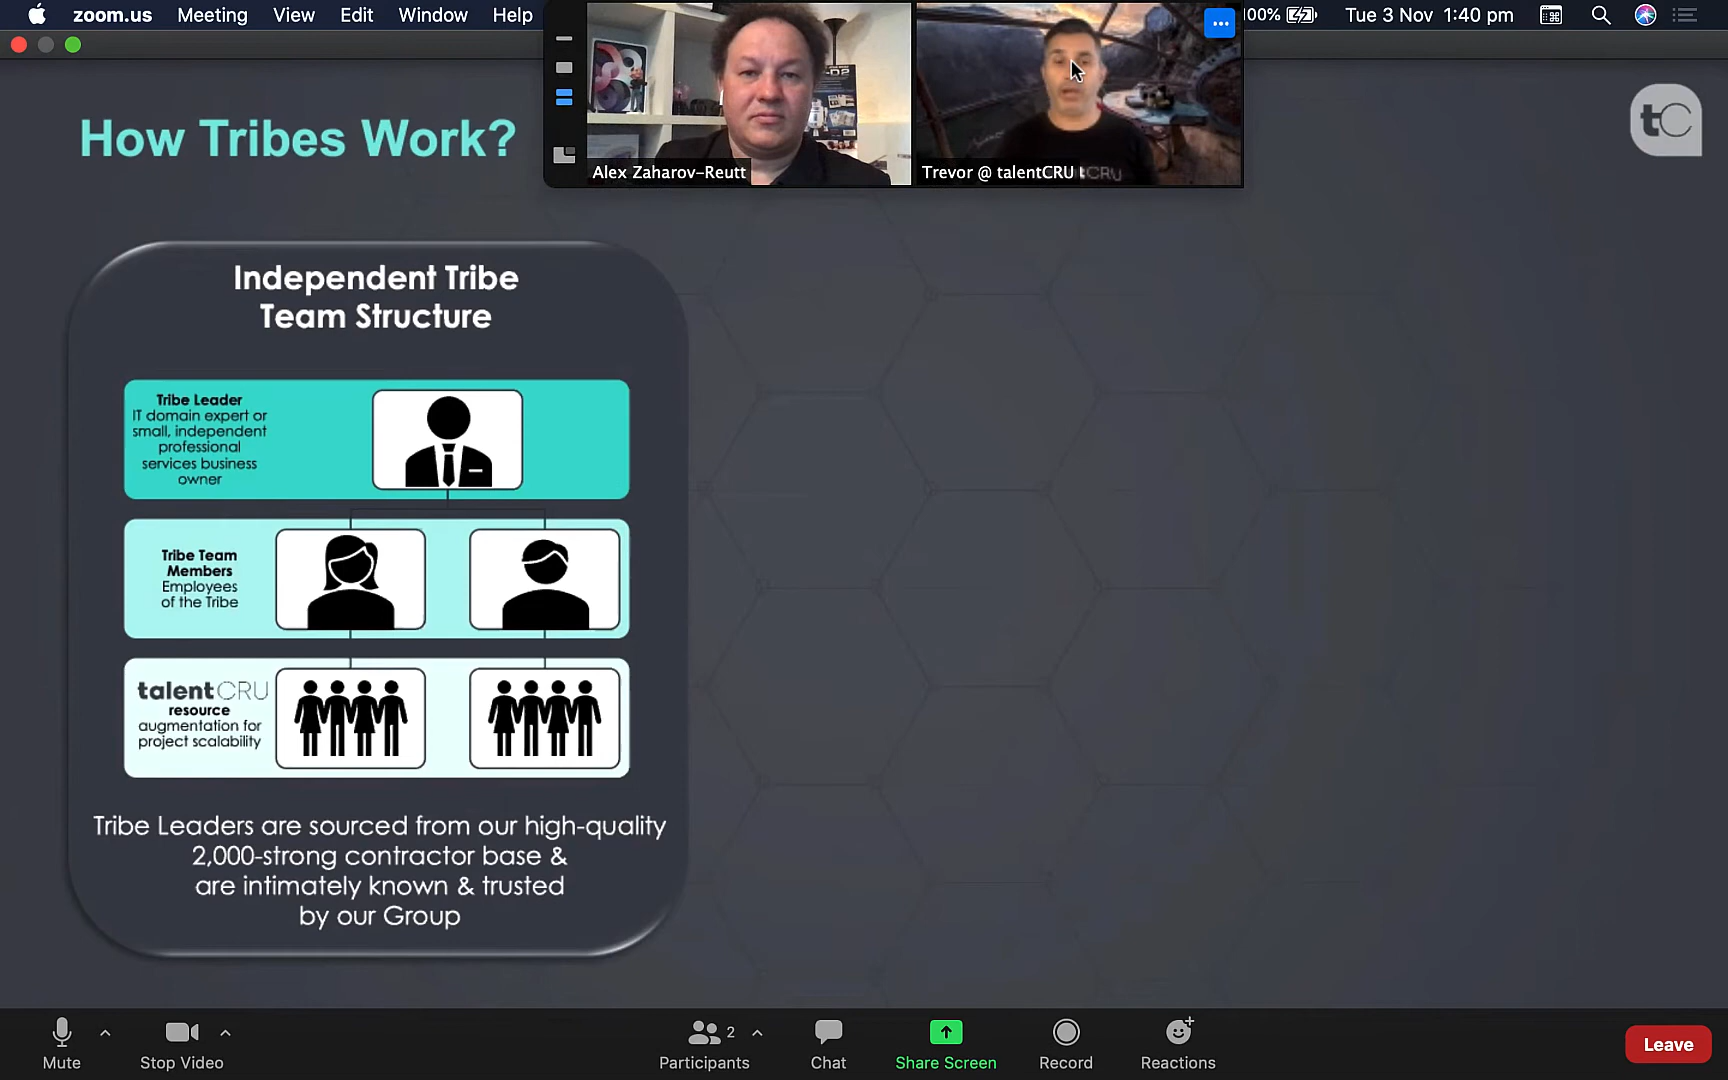 zoom.us Meeting View Edit Window Help
100% Tue 3 Nov 1:40 pm
Alex Zaharov-Reutt
Trevor @ talentCRU
How Tribes Work?
tC
Independent Tribe
Team Structure
Tribe Leader
IT domain expert or
small, independent
professional
services business
owner
Tribe Team
Members
Employees
of the Tribe
talentCRU
resource
augmentation for
project scalability
Tribe Leaders are sourced from our high-quality
2,000-strong contractor base &
are intimately known & trusted
by our Group
Mute
Stop Video
2
Participants
Chat
Share Screen
Record
Reactions
Leave